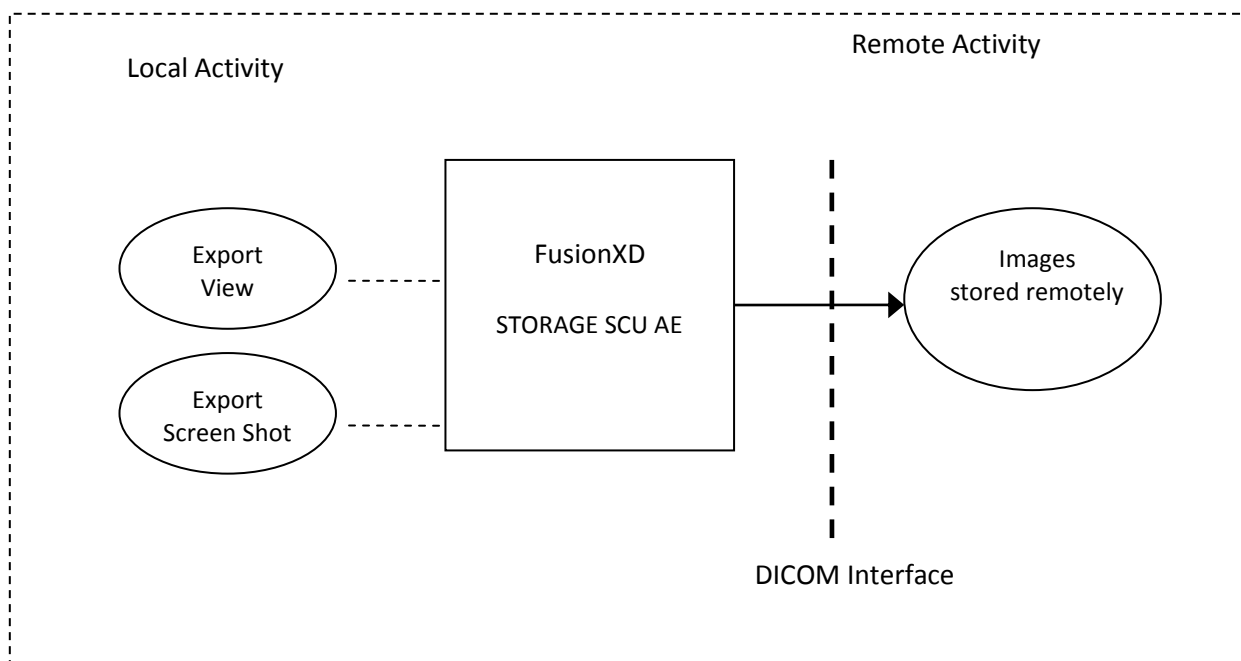 Local Activity
Remote Activity
Export
View
Export
Screen Shot
FusionXD
STORAGE SCU AE
Images
stored remotely
DICOM Interface